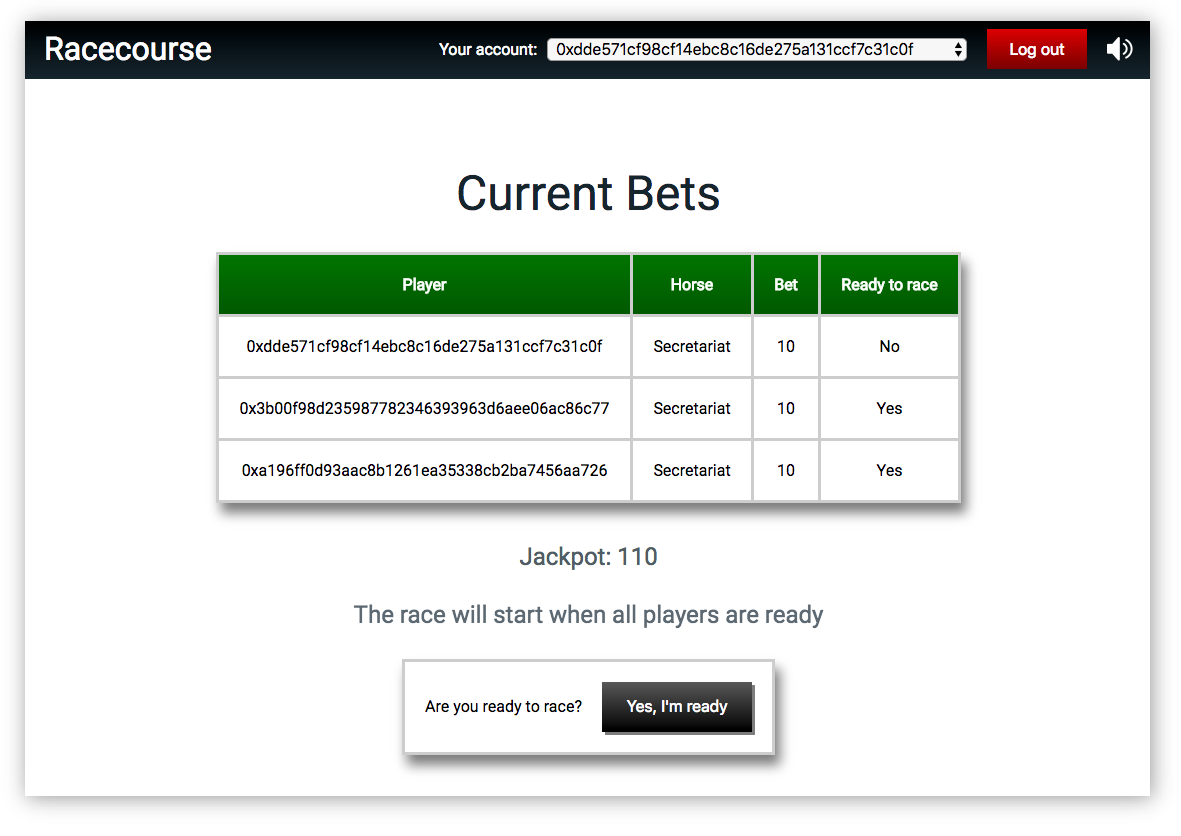 Racecourse
Your account: 0xdde571cf98cf14ebc8c16de275a131ccf7c31c0f Log out
Current Bets
Player Horse Bet Ready to race
0xdde571cf98cf14ebc8c16de275a131ccf7c31c0f Secretariat 10 No
0x3b00f98d235987782346393963d6aee06ac86c77 Secretariat 10 Yes
0xa196ff0d93aac8b1261ea35338cb2ba7456aa726 Secretariat 10 Yes
Jackpot: 110
The race will start when all players are ready
Are you ready to race? Yes, I'm ready